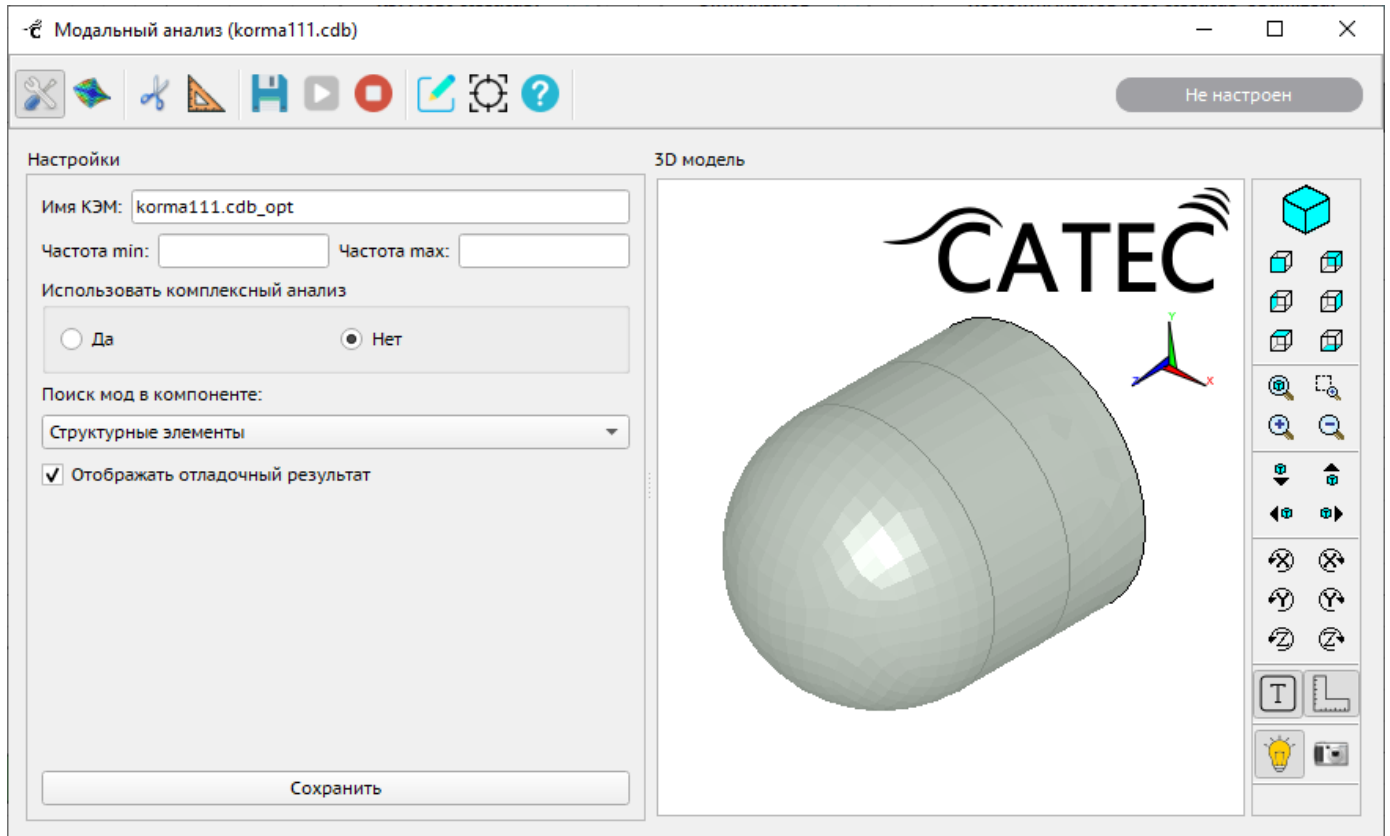 Модальный анализ (korma111.cdb)
Не настроен
Настройки
Имя КЭМ: korma111.cdb_opt
Частота min: Частота max:
Использовать комплексный анализ
Да Нет
Поиск мод в компоненте:
Структурные элементы
Отображать отладочный результат
Сохранить
3D модель
CATEC
Y
Z X
X X
Y Y
Z Z
T